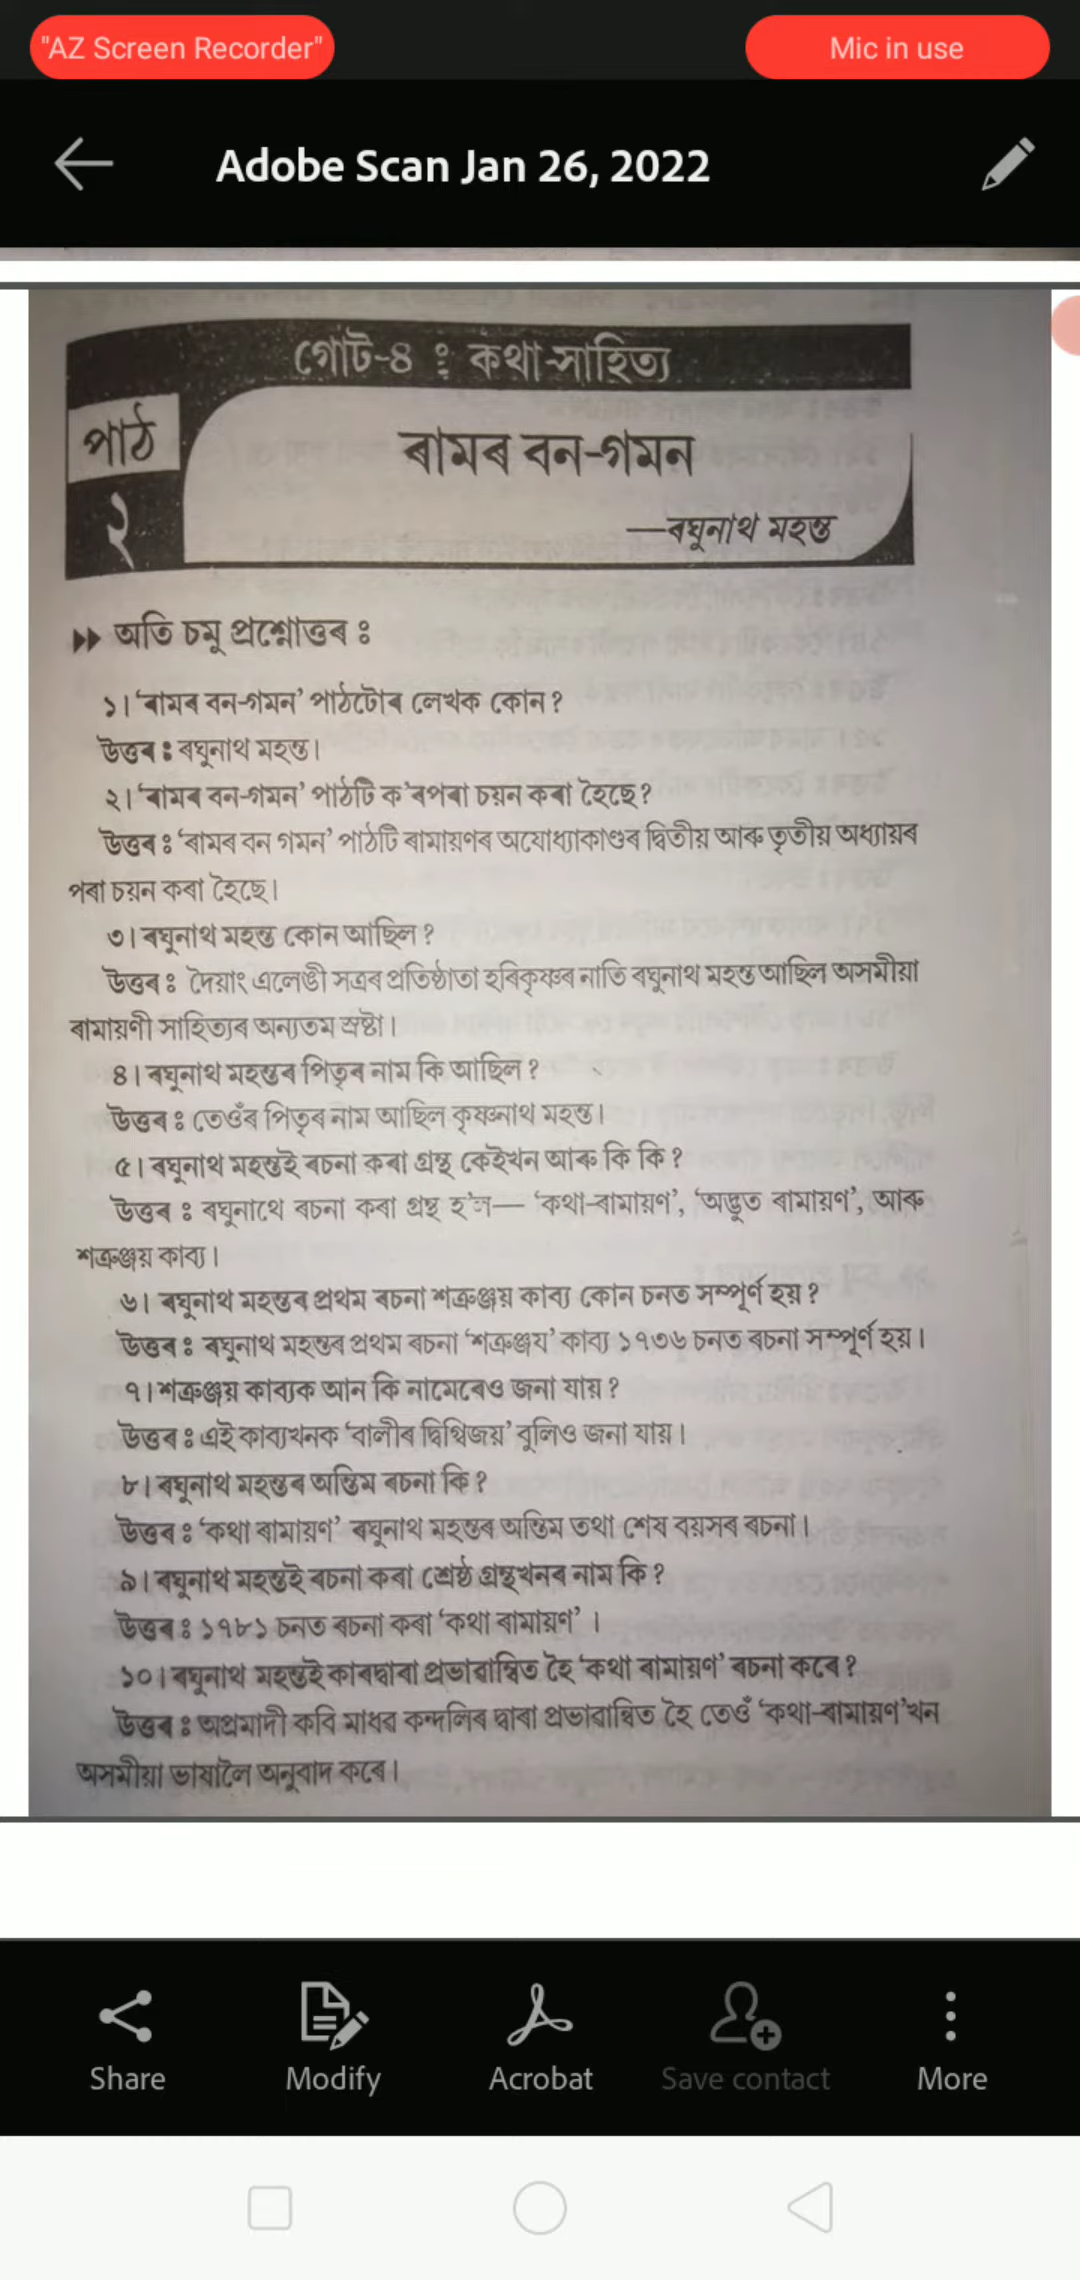 "AZ Screen Recorder"
Mic in use
Adobe Scan Jan 26, 2022
গোট-৪ ঃ কথা-সাহিত্য
পাঠ
২
ৰামৰ বন-গমন
—ৰঘুনাথ মহন্ত
অতি চমু প্ৰশ্নোত্তৰ ঃ
১। ‘ৰামৰ বন-গমন’ পাঠটোৰ লেখক কোন ?
উত্তৰ ঃ ৰঘুনাথ মহন্ত।
২। ‘ৰামৰ বন-গমন’ পাঠটি ক’ৰপৰা চয়ন কৰা হৈছে?
উত্তৰ ঃ ‘ৰামৰ বন গমন’ পাঠটি ৰামায়ণৰ অযোধ্যাকাণ্ডৰ দ্বিতীয় আৰু তৃতীয় অধ্যায়ৰ
পৰা চয়ন কৰা হৈছে।
৩। ৰঘুনাথ মহন্ত কোন আছিল ?
উত্তৰ ঃ দৈয়াং এলেঙী সত্ৰৰ প্ৰতিষ্ঠাতা হৰিকৃষ্ণৰ নাতি ৰঘুনাথ মহন্ত আছিল অসমীয়া
ৰামায়ণী সাহিত্যৰ অন্যতম স্ৰষ্টা।
৪। ৰঘুনাথ মহন্তৰ পিতৃৰ নাম কি আছিল ?
উত্তৰ ঃ তেওঁৰ পিতৃৰ নাম আছিল কৃষ্ণনাথ মহন্ত।
৫। ৰঘুনাথ মহন্তই ৰচনা কৰা গ্ৰন্থ কেইখন আৰু কি কি ?
উত্তৰ ঃ ৰঘুনাথে ৰচনা কৰা গ্ৰন্থ হ’ল— ‘কথা-ৰামায়ণ’, ‘অদ্ভুত ৰামায়ণ’, আৰু
শত্ৰুঞ্জয় কাব্য।
৬। ৰঘুনাথ মহন্তৰ প্ৰথম ৰচনা শত্ৰুঞ্জয় কাব্য কোন চনত সম্পূৰ্ণ হয় ?
উত্তৰ ঃ ৰঘুনাথ মহন্তৰ প্ৰথম ৰচনা ‘শত্ৰুঞ্জয’ কাব্য ১৭৩৬ চনত ৰচনা সম্পূৰ্ণ হয়।
৭। শত্ৰুঞ্জয় কাব্যক আন কি নামেৰেও জনা যায় ?
উত্তৰ ঃ এই কাব্যখনক ‘বালীৰ দ্বিগ্বিজয়’ বুলিও জনা যায়।
৮। ৰঘুনাথ মহন্তৰ অন্তিম ৰচনা কি ?
উত্তৰ ঃ ‘কথা ৰামায়ণ’ ৰঘুনাথ মহন্তৰ অন্তিম তথা শেষ বয়সৰ ৰচনা।
৯। ৰঘুনাথ মহন্তই ৰচনা কৰা শ্ৰেষ্ঠ গ্ৰন্থখনৰ নাম কি ?
উত্তৰ ঃ ১৭৮১ চনত ৰচনা কৰা ‘কথা ৰামায়ণ’ ।
১০। ৰঘুনাথ মহন্তই কাৰদ্বাৰা প্ৰভাৱান্বিত হৈ ‘কথা ৰামায়ণ’ ৰচনা কৰে ?
উত্তৰ ঃ অপ্ৰমাদী কবি মাধৱ কন্দলিৰ দ্বাৰা প্ৰভাৱান্বিত হৈ তেওঁ ‘কথা-ৰামায়ণ’খন
অসমীয়া ভাষালৈ অনুবাদ কৰে।
Share
Modify
Acrobat
Save contact
More